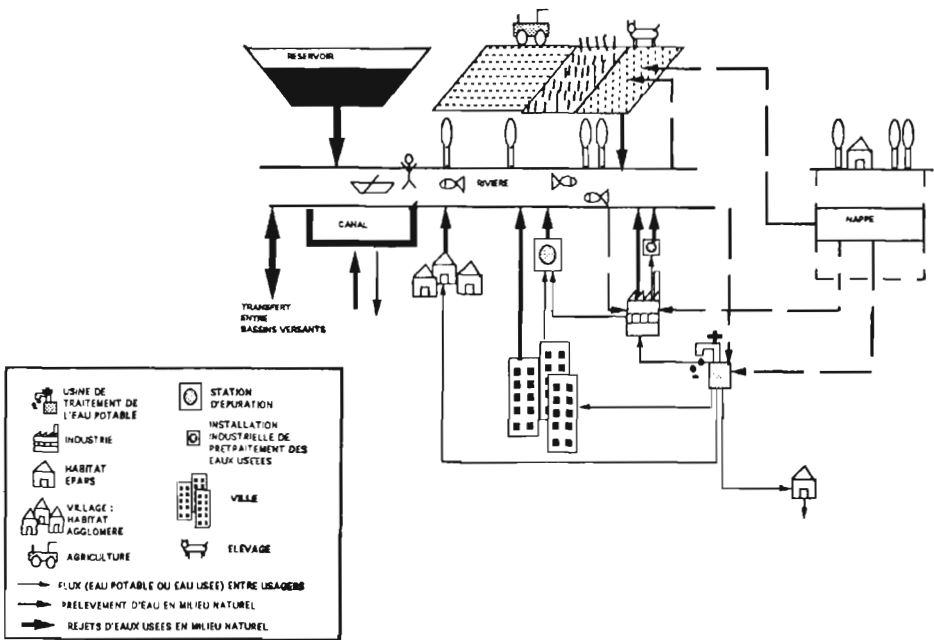 RESERVOIR
RIVIERE
NAPPE
CANAL
TRANSFERT
ENTRE
BASSINS VERSANTS
USINE DE
TRAITEMENT DE
L'EAU POTABLE
INDUSTRIE
HABITAT
EPARS
VILLAGE :
HABITAT
AGGLOMERE
AGRICULTURE
STATION
D'EPURATION
INSTALLATION
INDUSTRIELLE DE
PRETRAITEMENT DES
EAUX USEES
VILLE
ELEVAGE
FLUX (EAU POTABLE OU EAU USEE) ENTRE USAGERS
PRELEVEMENT D'EAU EN MILIEU NATUREL
REJETS D'EAUX USEES EN MILIEU NATUREL